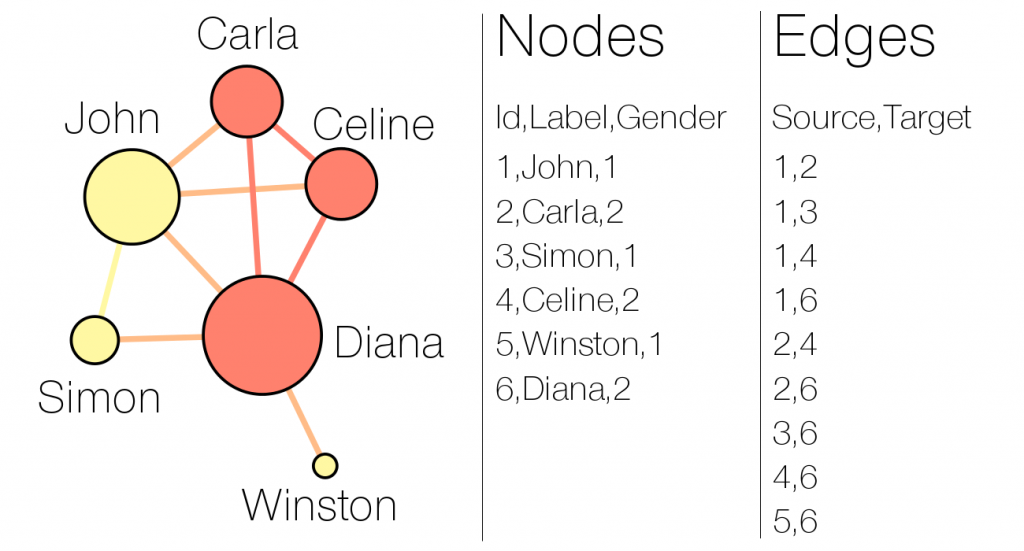 Carla
John
Celine
Diana
Simon
Winston
Nodes
Id,Label,Gender
1,John,1
2,Carla,2
3,Simon,1
4,Celine,2
5,Winston,1
6,Diana,2
Edges
Source,Target
1,2
1,3
1,4
1,6
2,4
2,6
3,6
4,6
5,6